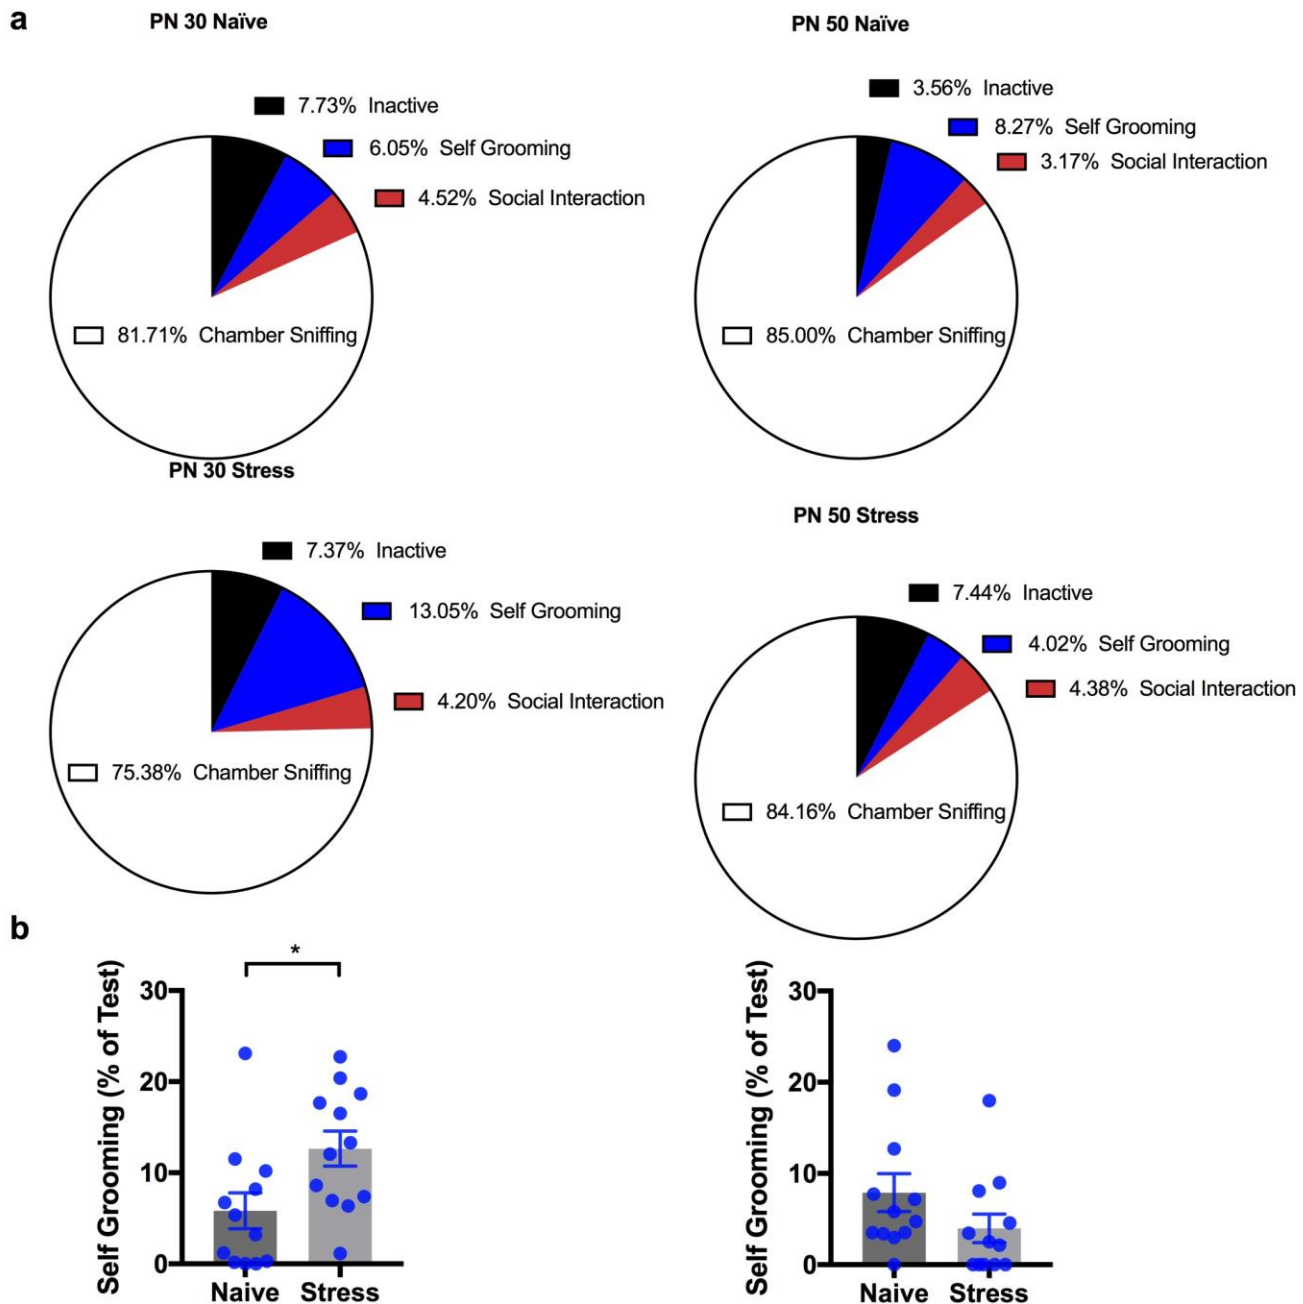 a
PN 30 Naïve
7.73% Inactive
6.05% Self Grooming
4.52% Social Interaction
81.71% Chamber Sniffing
PN 50 Naïve
3.56% Inactive
8.27% Self Grooming
3.17% Social Interaction
85.00% Chamber Sniffing
PN 30 Stress
7.37% Inactive
13.05% Self Grooming
4.20% Social Interaction
75.38% Chamber Sniffing
PN 50 Stress
7.44% Inactive
4.02% Self Grooming
4.38% Social Interaction
84.16% Chamber Sniffing
b
Self Grooming (% of Test)
30
20
10
0
*
Naive Stress
Self Grooming (% of Test)
30
20
10
0
Naive Stress